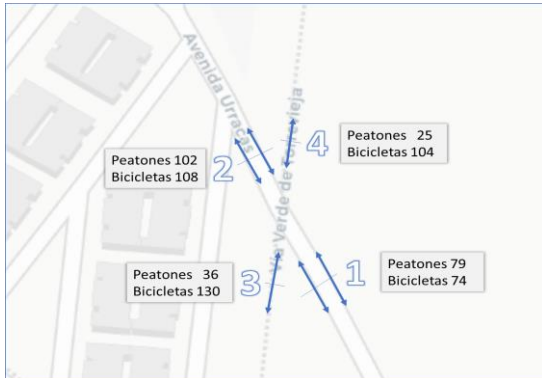 Avenida Urracas
Vía Verde de Torrevieja
Peatones 25
Bicicletas 104
4
Peatones 102
Bicicletas 108
2
Peatones 36
Bicicletas 130
3
1
Peatones 79
Bicicletas 74